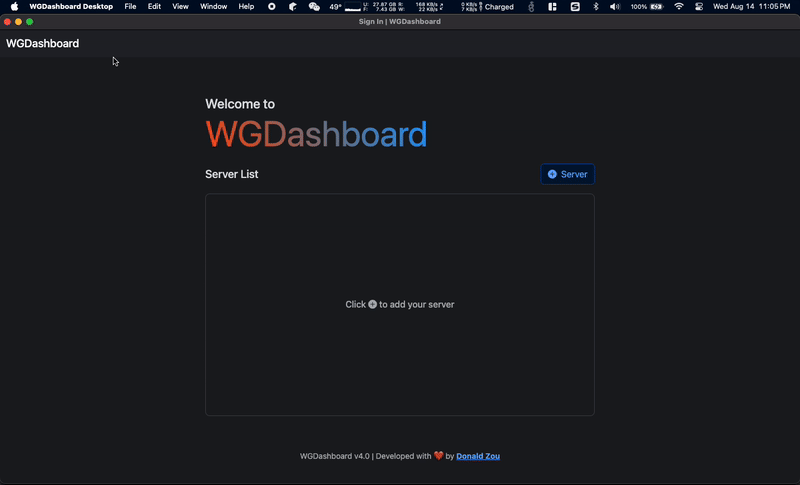 WGDashboard Desktop File Edit View Window Help 49° U: 27.87 GB R: 168 KB/s 0 KB/s Charged 100% Wed Aug 14 11:05 PM
F: 7.43 GB W: 22 KB/s 7 KB/s
Sign In | WGDashboard
WGDashboard
Welcome to
WGDashboard
Server List
Server
Click to add your server
WGDashboard v4.0 | Developed with ❤️ by Donald Zou